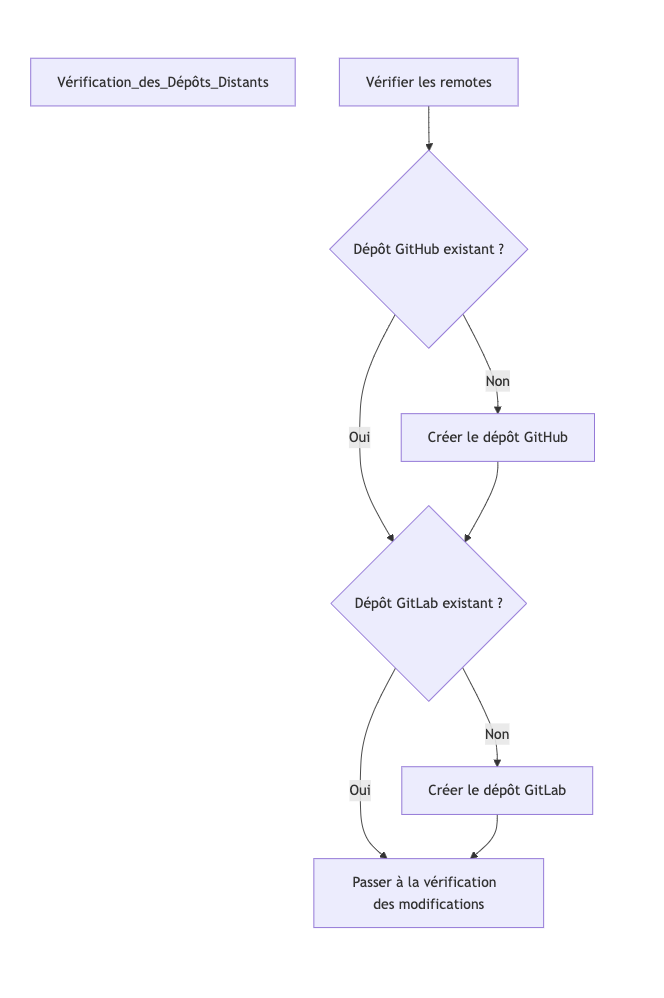 Vérification_des_Dépôts_Distants
Vérifier les remotes
Dépôt GitHub existant ?
Non
Oui
Créer le dépôt GitHub
Dépôt GitLab existant ?
Non
Oui
Créer le dépôt GitLab
Passer à la vérification
des modifications